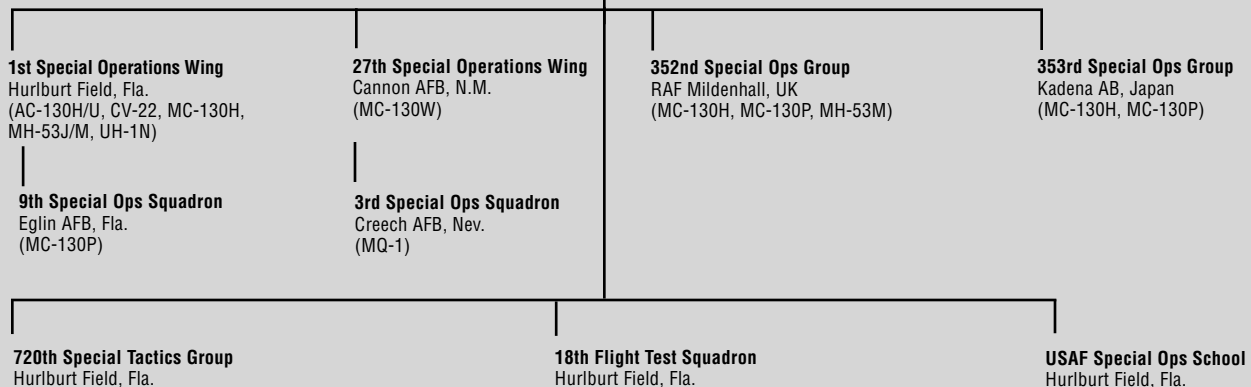 1st Special Operations Wing
Hurlburt Field, Fla.
(AC-130H/U, CV-22, MC-130H,
MH-53J/M, UH-1N)
27th Special Operations Wing
Cannon AFB, N.M.
(MC-130W)
352nd Special Ops Group
RAF Mildenhall, UK
(MC-130H, MC-130P, MH-53M)
353rd Special Ops Group
Kadena AB, Japan
(MC-130H, MC-130P)
9th Special Ops Squadron
Eglin AFB, Fla.
(MC-130P)
3rd Special Ops Squadron
Creech AFB, Nev.
(MQ-1)
720th Special Tactics Group
Hurlburt Field, Fla.
18th Flight Test Squadron
Hurlburt Field, Fla.
USAF Special Ops School
Hurlburt Field, Fla.